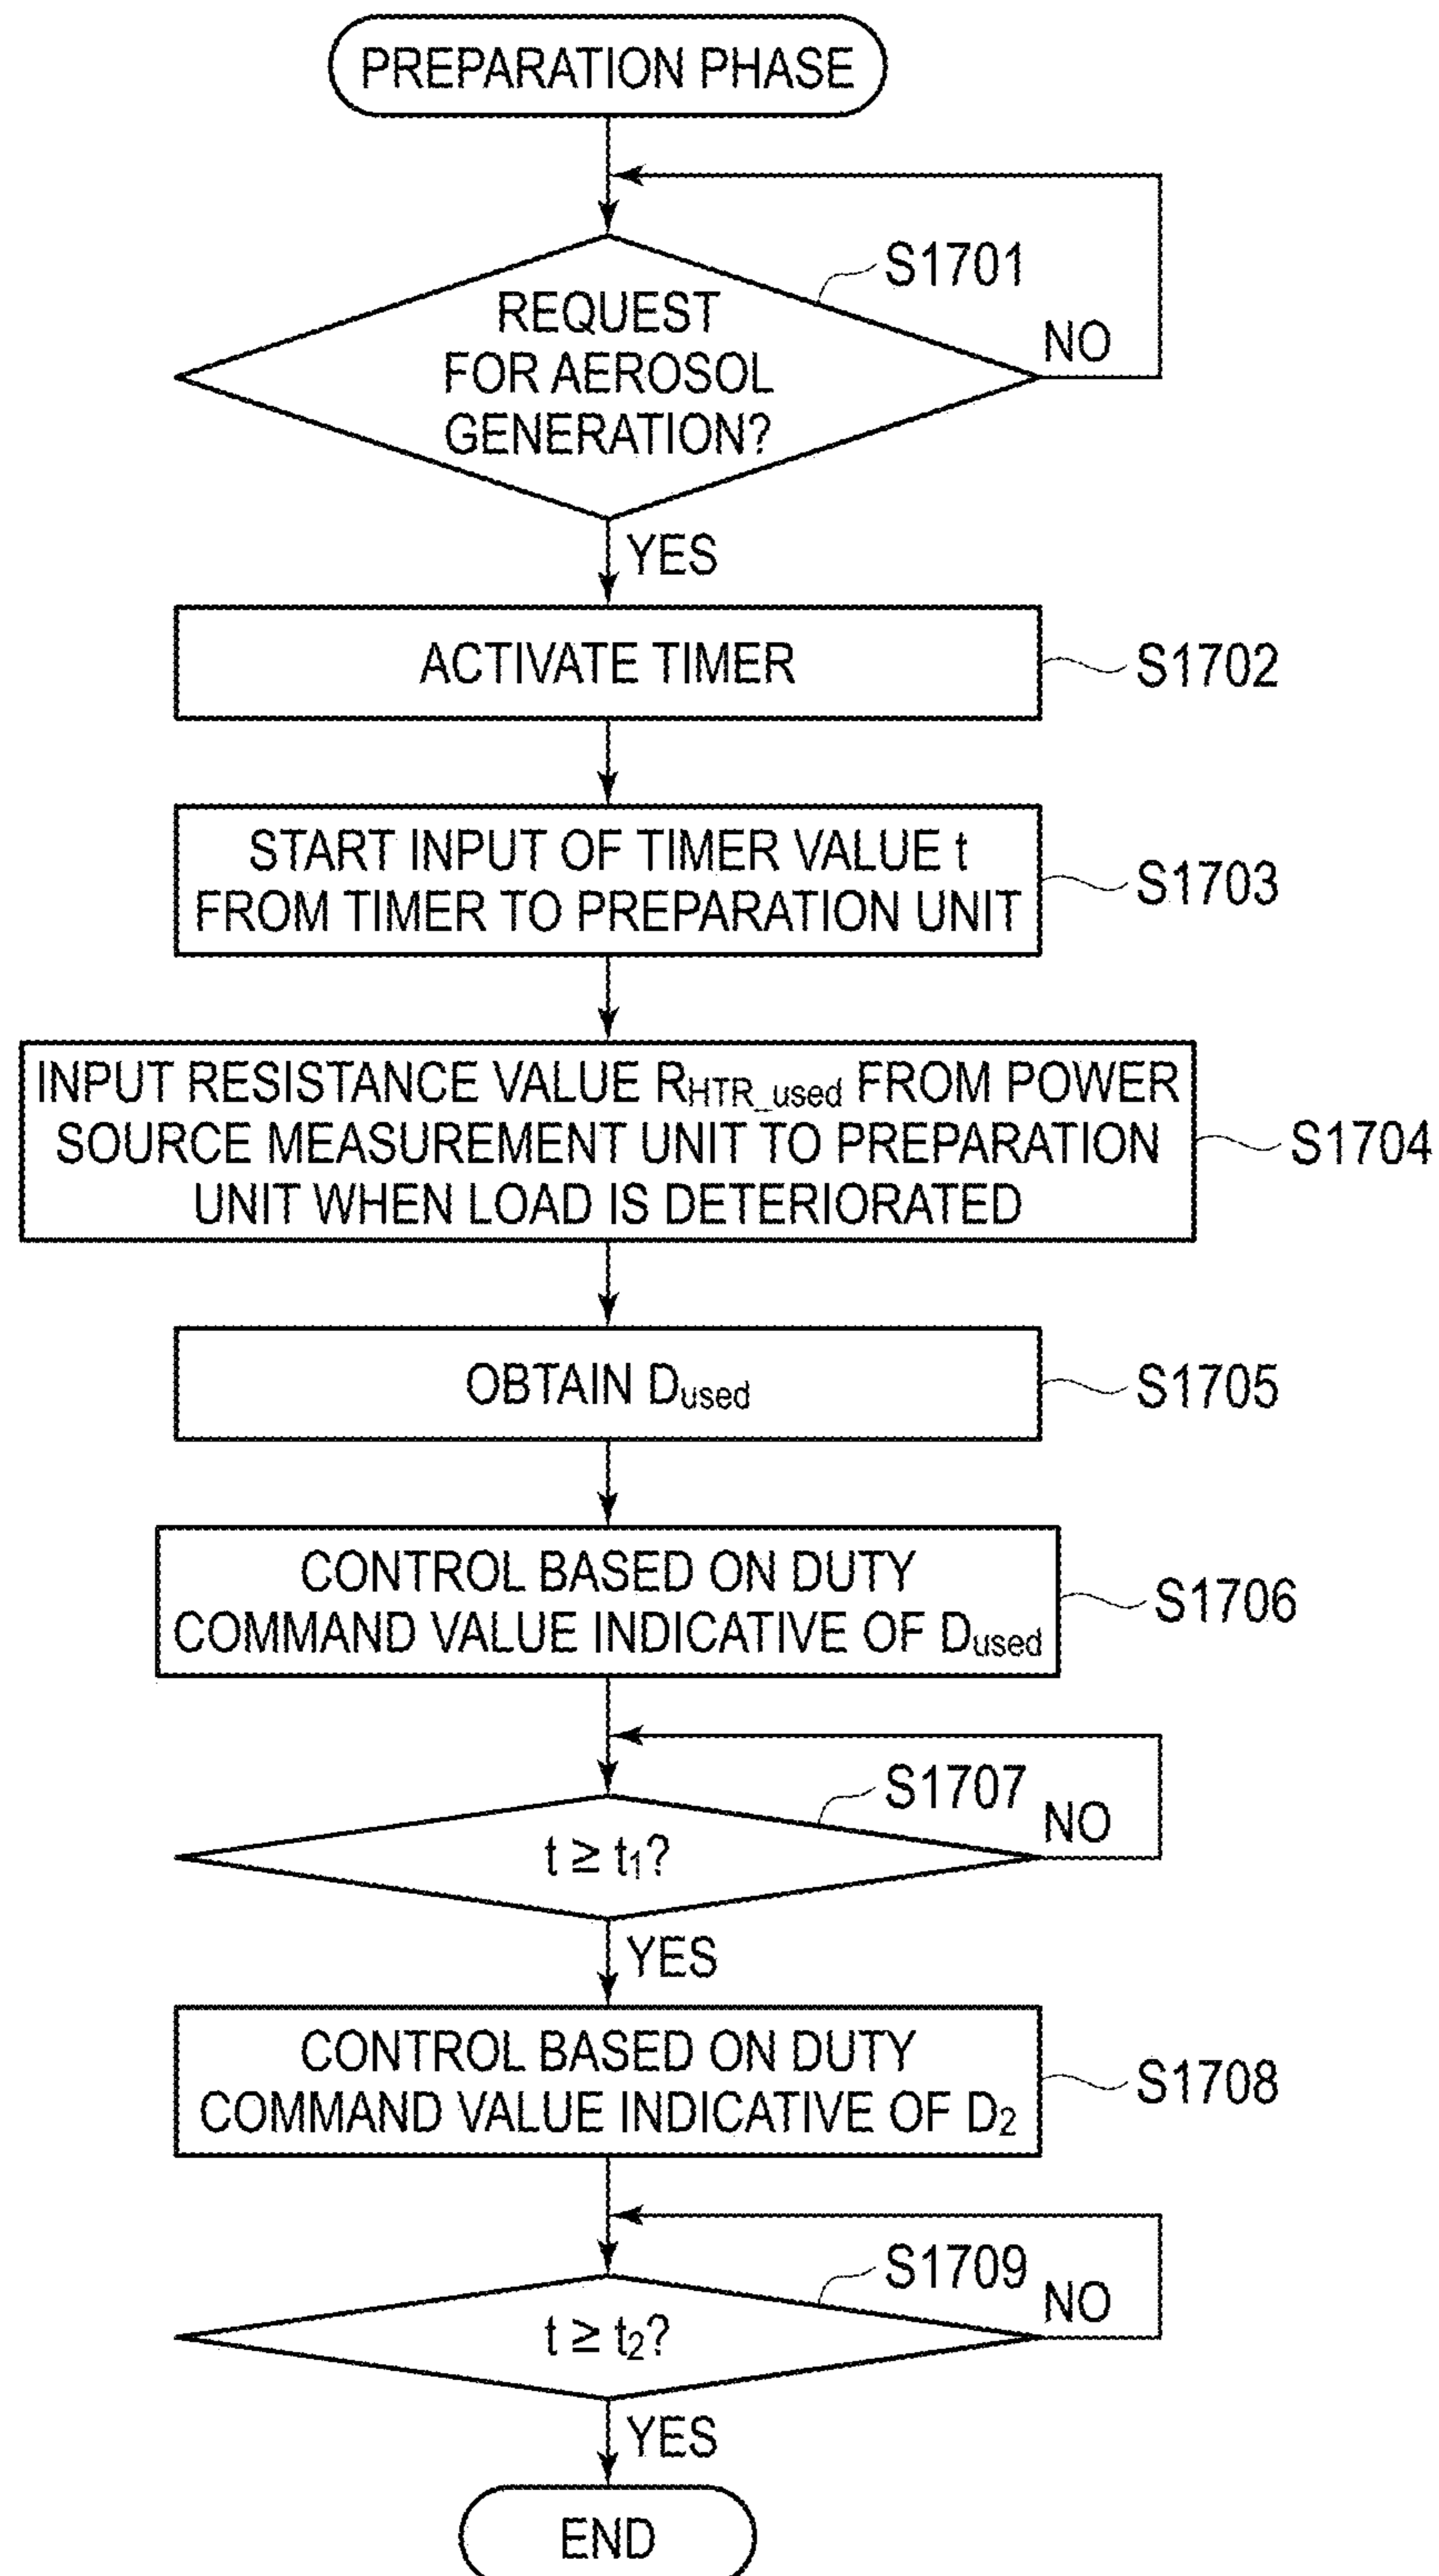 PREPARATION PHASE
S1701
REQUEST
FOR AEROSOL
GENERATION?
NO
YES
ACTIVATE TIMER
S1702
START INPUT OF TIMER VALUE t
FROM TIMER TO PREPARATION UNIT
S1703
INPUT RESISTANCE VALUE R_HTR_used FROM POWER
SOURCE MEASUREMENT UNIT TO PREPARATION
UNIT WHEN LOAD IS DETERIORATED
S1704
OBTAIN D_used
S1705
CONTROL BASED ON DUTY
COMMAND VALUE INDICATIVE OF D_used
S1706
S1707
t ≥ t₁?
NO
YES
CONTROL BASED ON DUTY
COMMAND VALUE INDICATIVE OF D₂
S1708
S1709
t ≥ t₂?
NO
YES
END